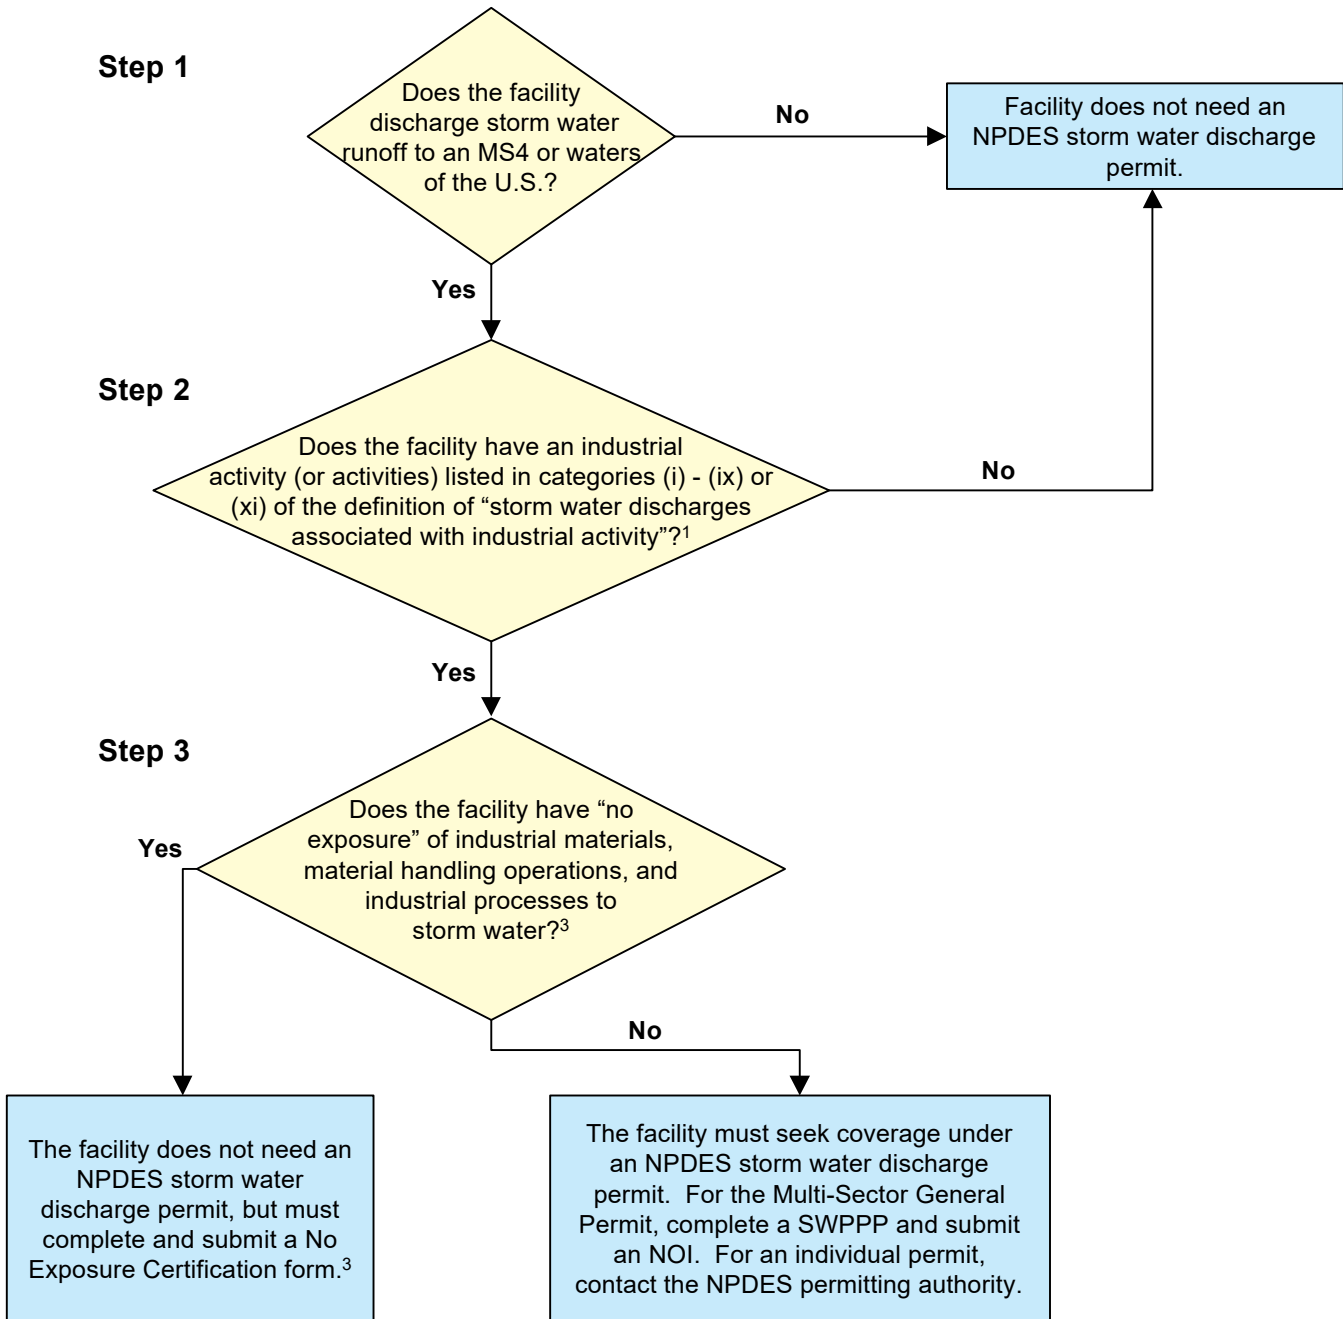 Step 1
Does the facility
discharge storm water
runoff to an MS4 or waters
of the U.S.?
No
Facility does not need an
NPDES storm water discharge
permit.
Yes
Step 2
Does the facility have an industrial
activity (or activities) listed in categories (i) - (ix) or
(xi) of the definition of “storm water discharges
associated with industrial activity”?¹
No
Yes
Step 3
Does the facility have “no
exposure” of industrial materials,
material handling operations, and
industrial processes to
storm water?³
Yes
No
The facility does not need an
NPDES storm water
discharge permit, but must
complete and submit a No
Exposure Certification form.³
The facility must seek coverage under
an NPDES storm water discharge
permit.  For the Multi-Sector General
Permit, complete a SWPPP and submit
an NOI.  For an individual permit,
contact the NPDES permitting authority.